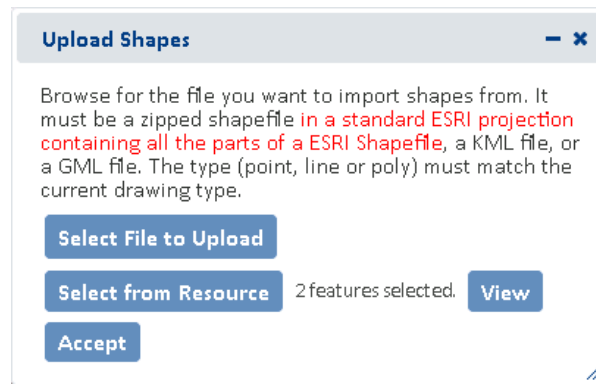 Upload Shapes
Browse for the file you want to import shapes from. It
must be a zipped shapefile in a standard ESRI projection
containing all the parts of a ESRI Shapefile, a KML file, or
a GML file. The type (point, line or poly) must match the
current drawing type.
Select File to Upload
Select from Resource 2 features selected. View
Accept